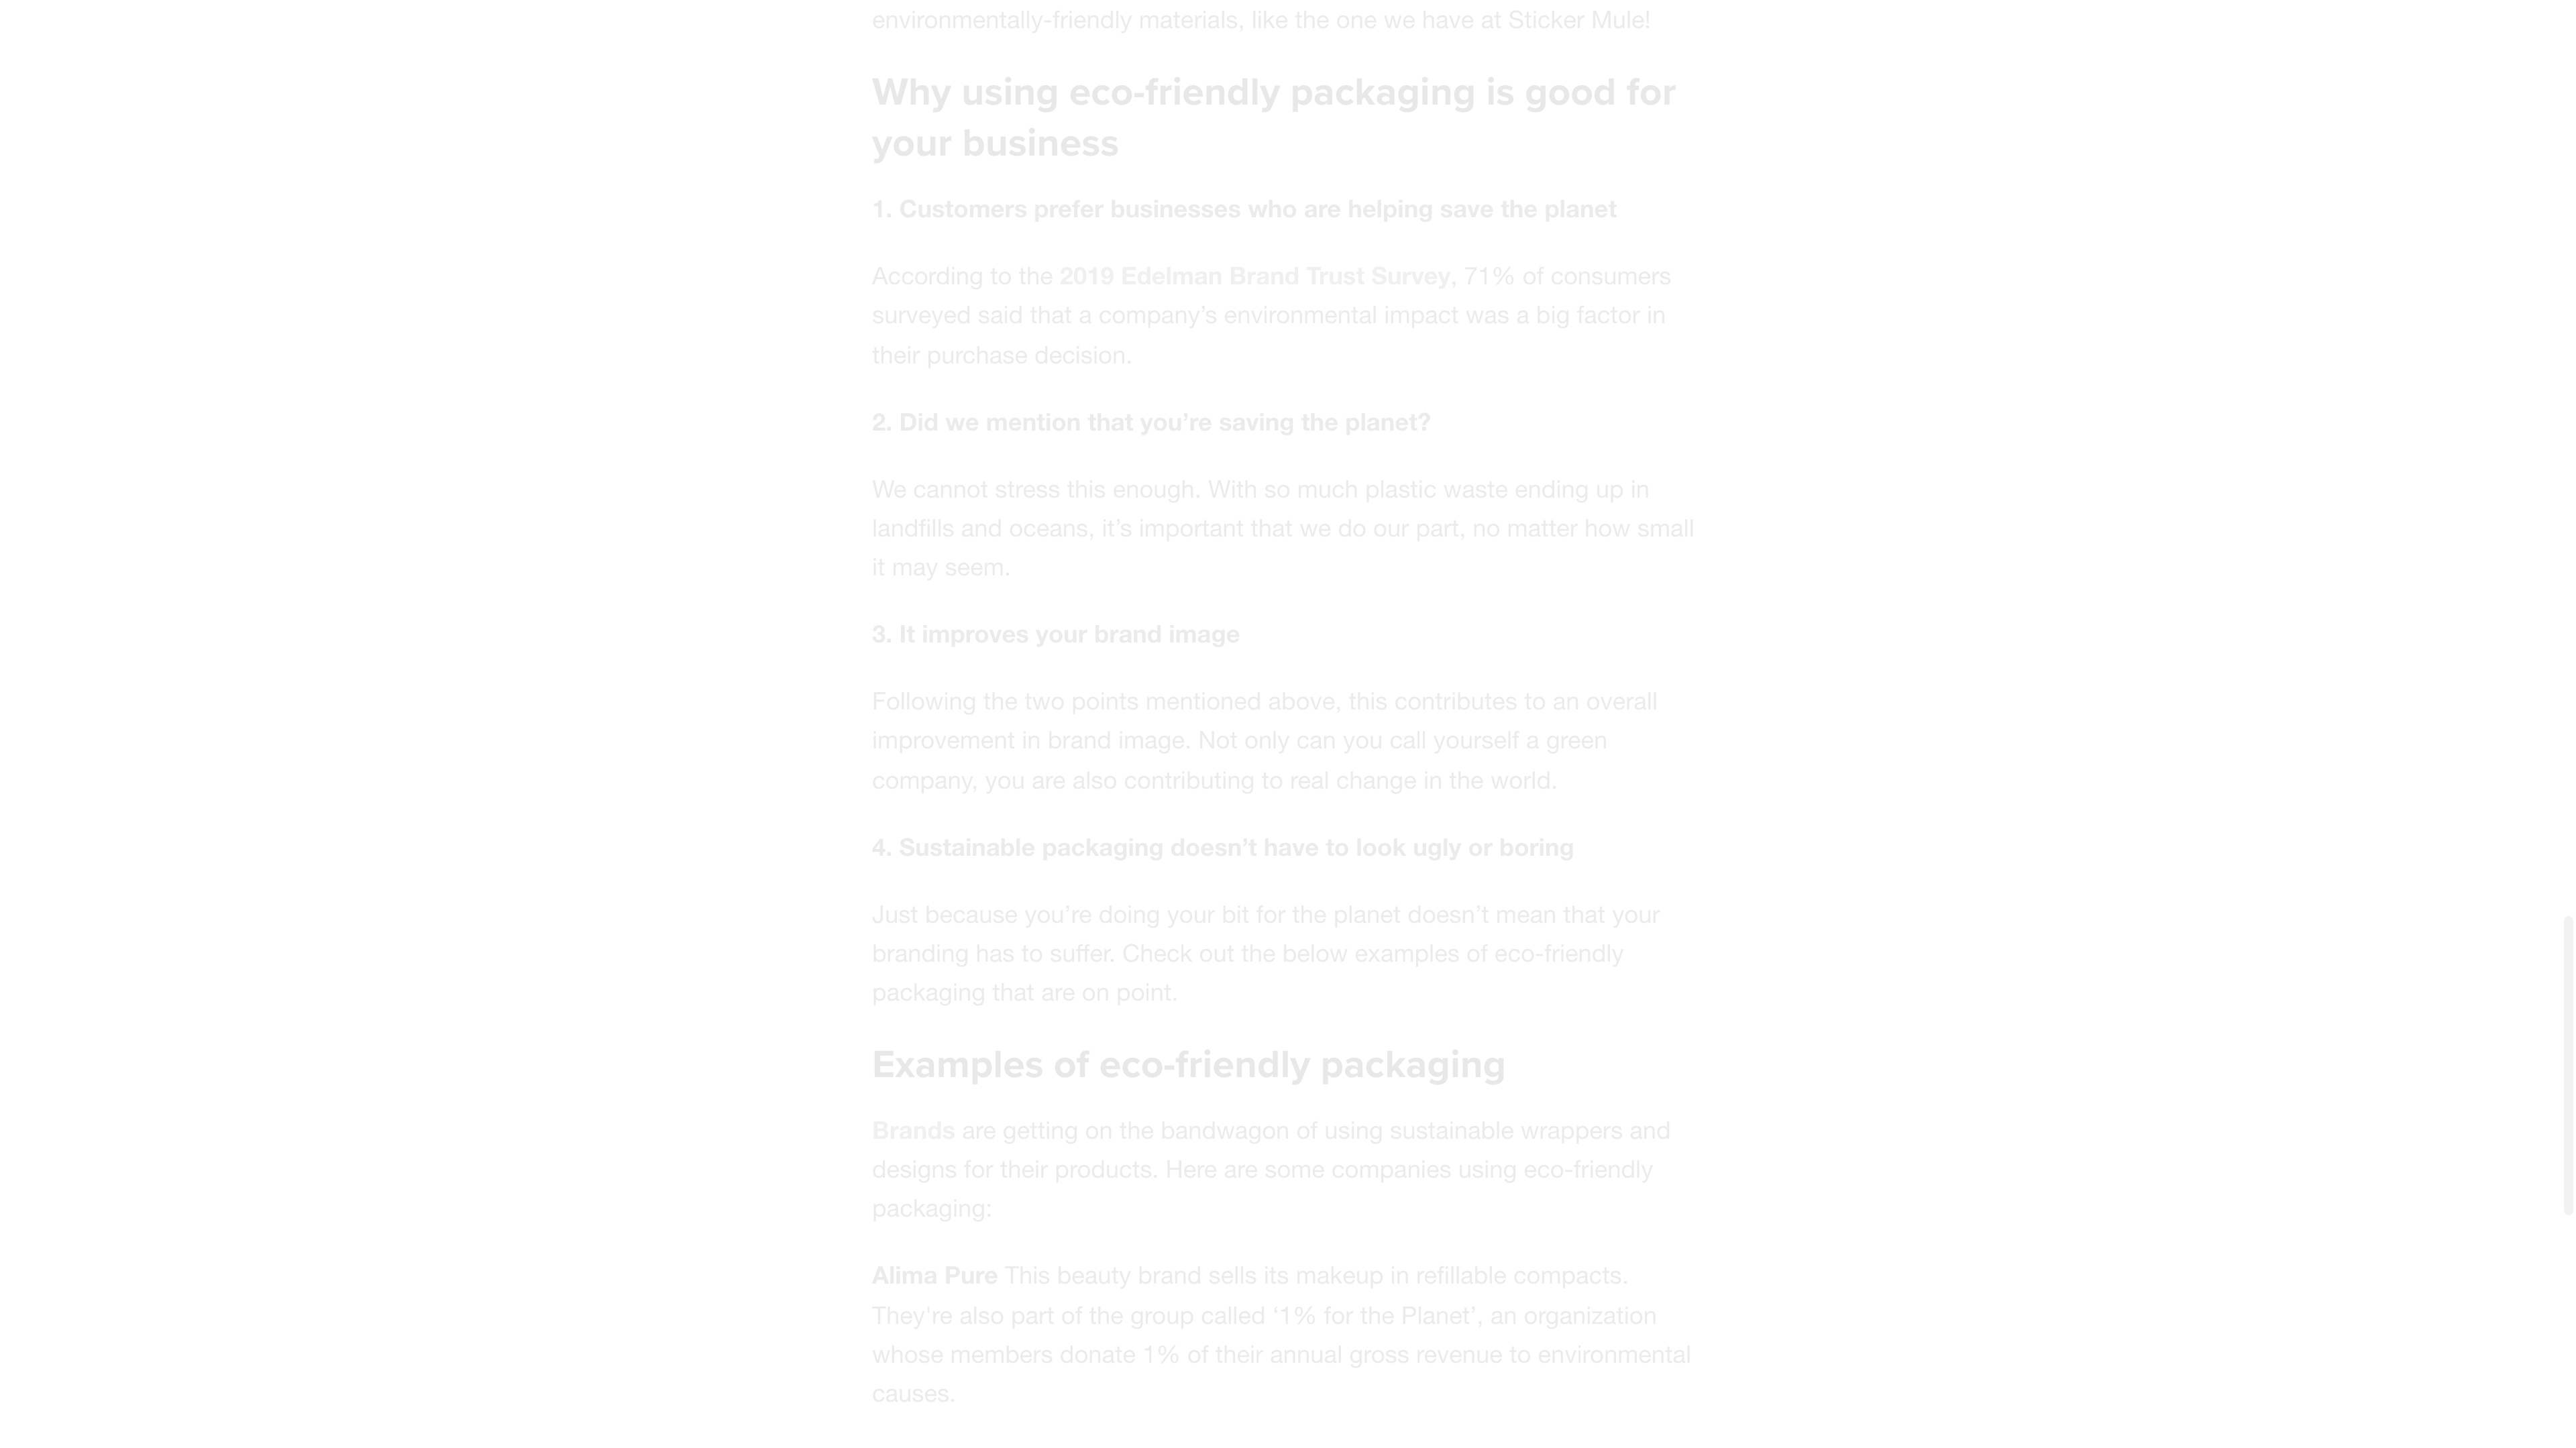 environmentally-friendly materials, like the one we have at Sticker Mule!
Why using eco-friendly packaging is good for
your business
1. Customers prefer businesses who are helping save the planet
According to the 2019 Edelman Brand Trust Survey, 71% of consumers
surveyed said that a company’s environmental impact was a big factor in
their purchase decision.
2. Did we mention that you’re saving the planet?
We cannot stress this enough. With so much plastic waste ending up in
landfills and oceans, it’s important that we do our part, no matter how small
it may seem.
3. It improves your brand image
Following the two points mentioned above, this contributes to an overall
improvement in brand image. Not only can you call yourself a green
company, you are also contributing to real change in the world.
4. Sustainable packaging doesn’t have to look ugly or boring
Just because you’re doing your bit for the planet doesn’t mean that your
branding has to suffer. Check out the below examples of eco-friendly
packaging that are on point.
Examples of eco-friendly packaging
Brands are getting on the bandwagon of using sustainable wrappers and
designs for their products. Here are some companies using eco-friendly
packaging:
Alima Pure This beauty brand sells its makeup in refillable compacts.
They're also part of the group called ‘1% for the Planet’, an organization
whose members donate 1% of their annual gross revenue to environmental
causes.